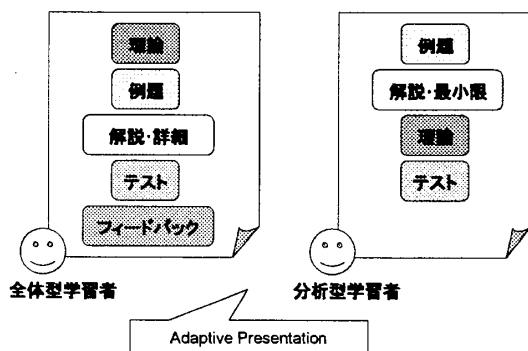 理論
例題
解説・詳細
テスト
フィードバック
全体型学習者
例題
解説・最小限
理論
テスト
分析型学習者
Adaptive Presentation